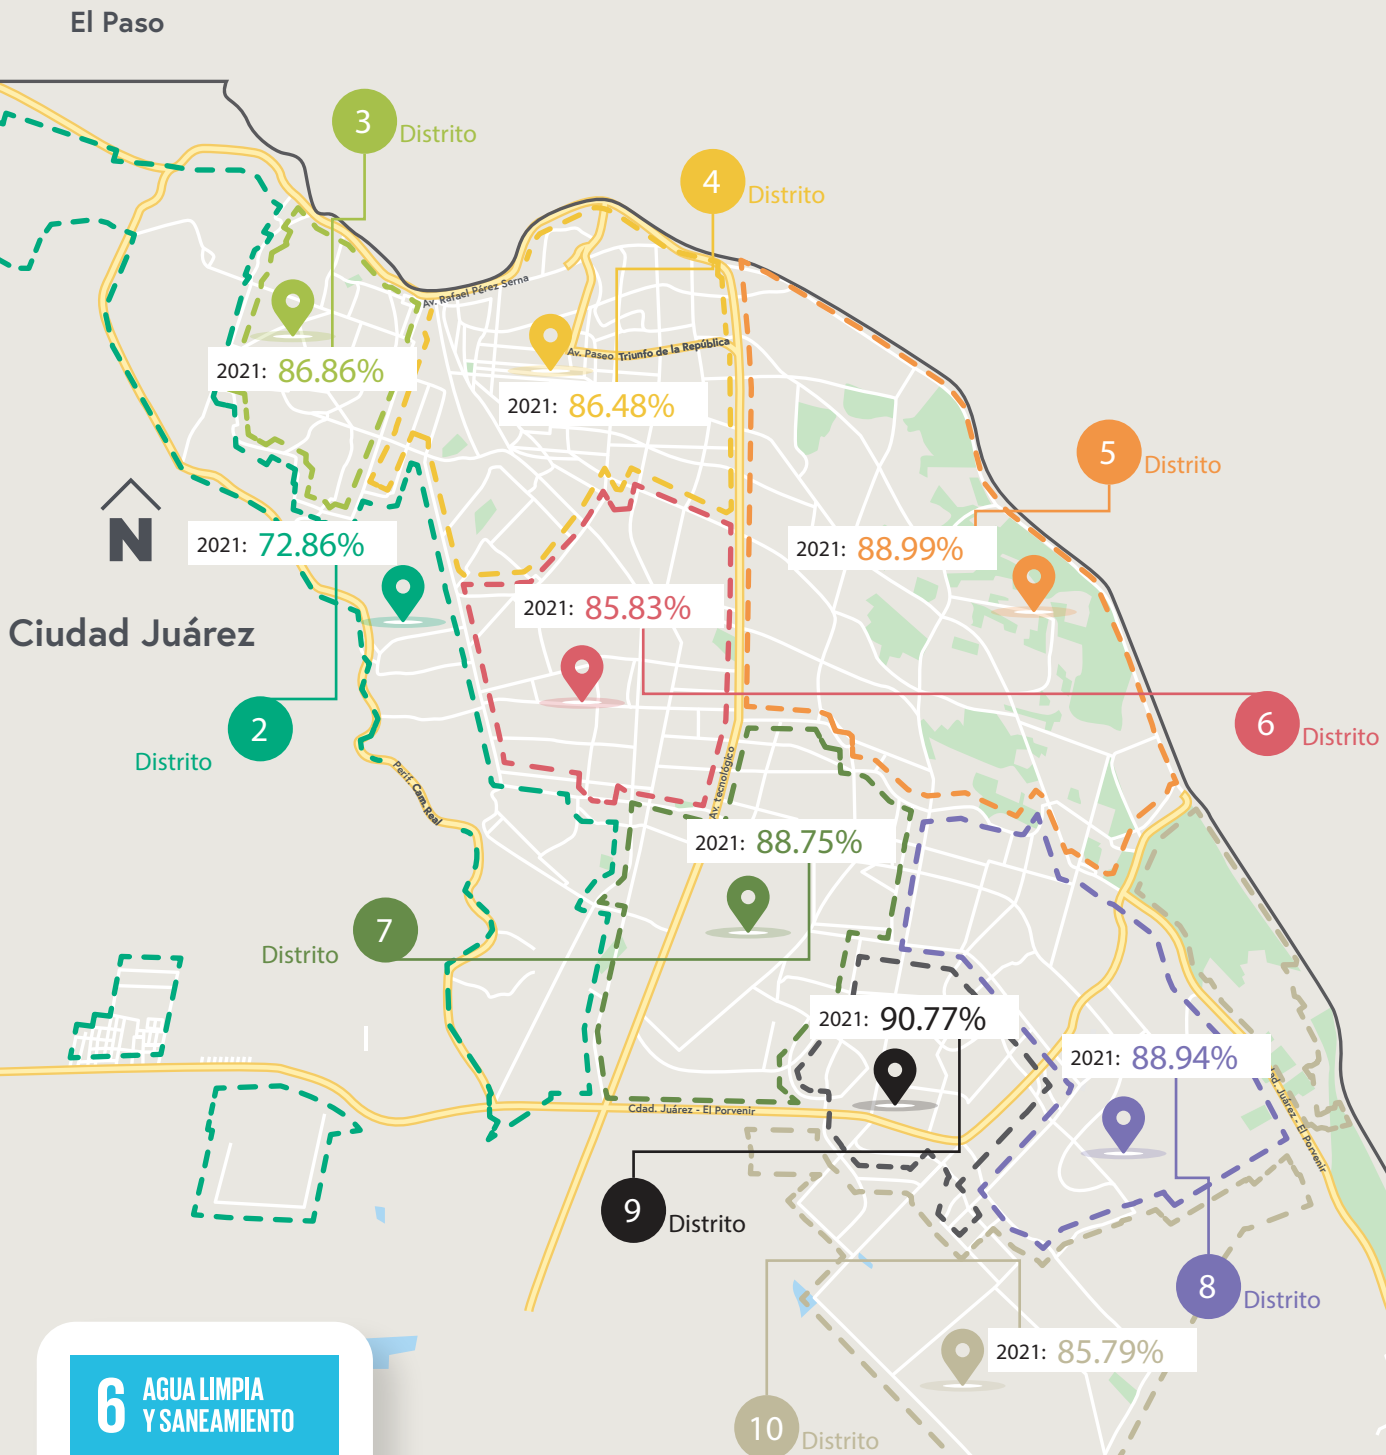 El Paso
3 Distrito
4 Distrito
Av. Rafael Pérez Serna
Av. Paseo Triunfo de la República
2021: 86.86%
2021: 86.48%
5 Distrito
N
2021: 72.86%
2021: 88.99%
2021: 85.83%
Ciudad Juárez
2
Distrito
6 Distrito
Perif. Cam. Real
Av. tecnológico
2021: 88.75%
7
Distrito
2021: 90.77%
2021: 88.94%
Cdad. Juárez - El Porvenir
Juárez - El Porvenir
9 Distrito
8 Distrito
2021: 85.79%
6 AGUA LIMPIA
Y SANEAMIENTO
10 Distrito